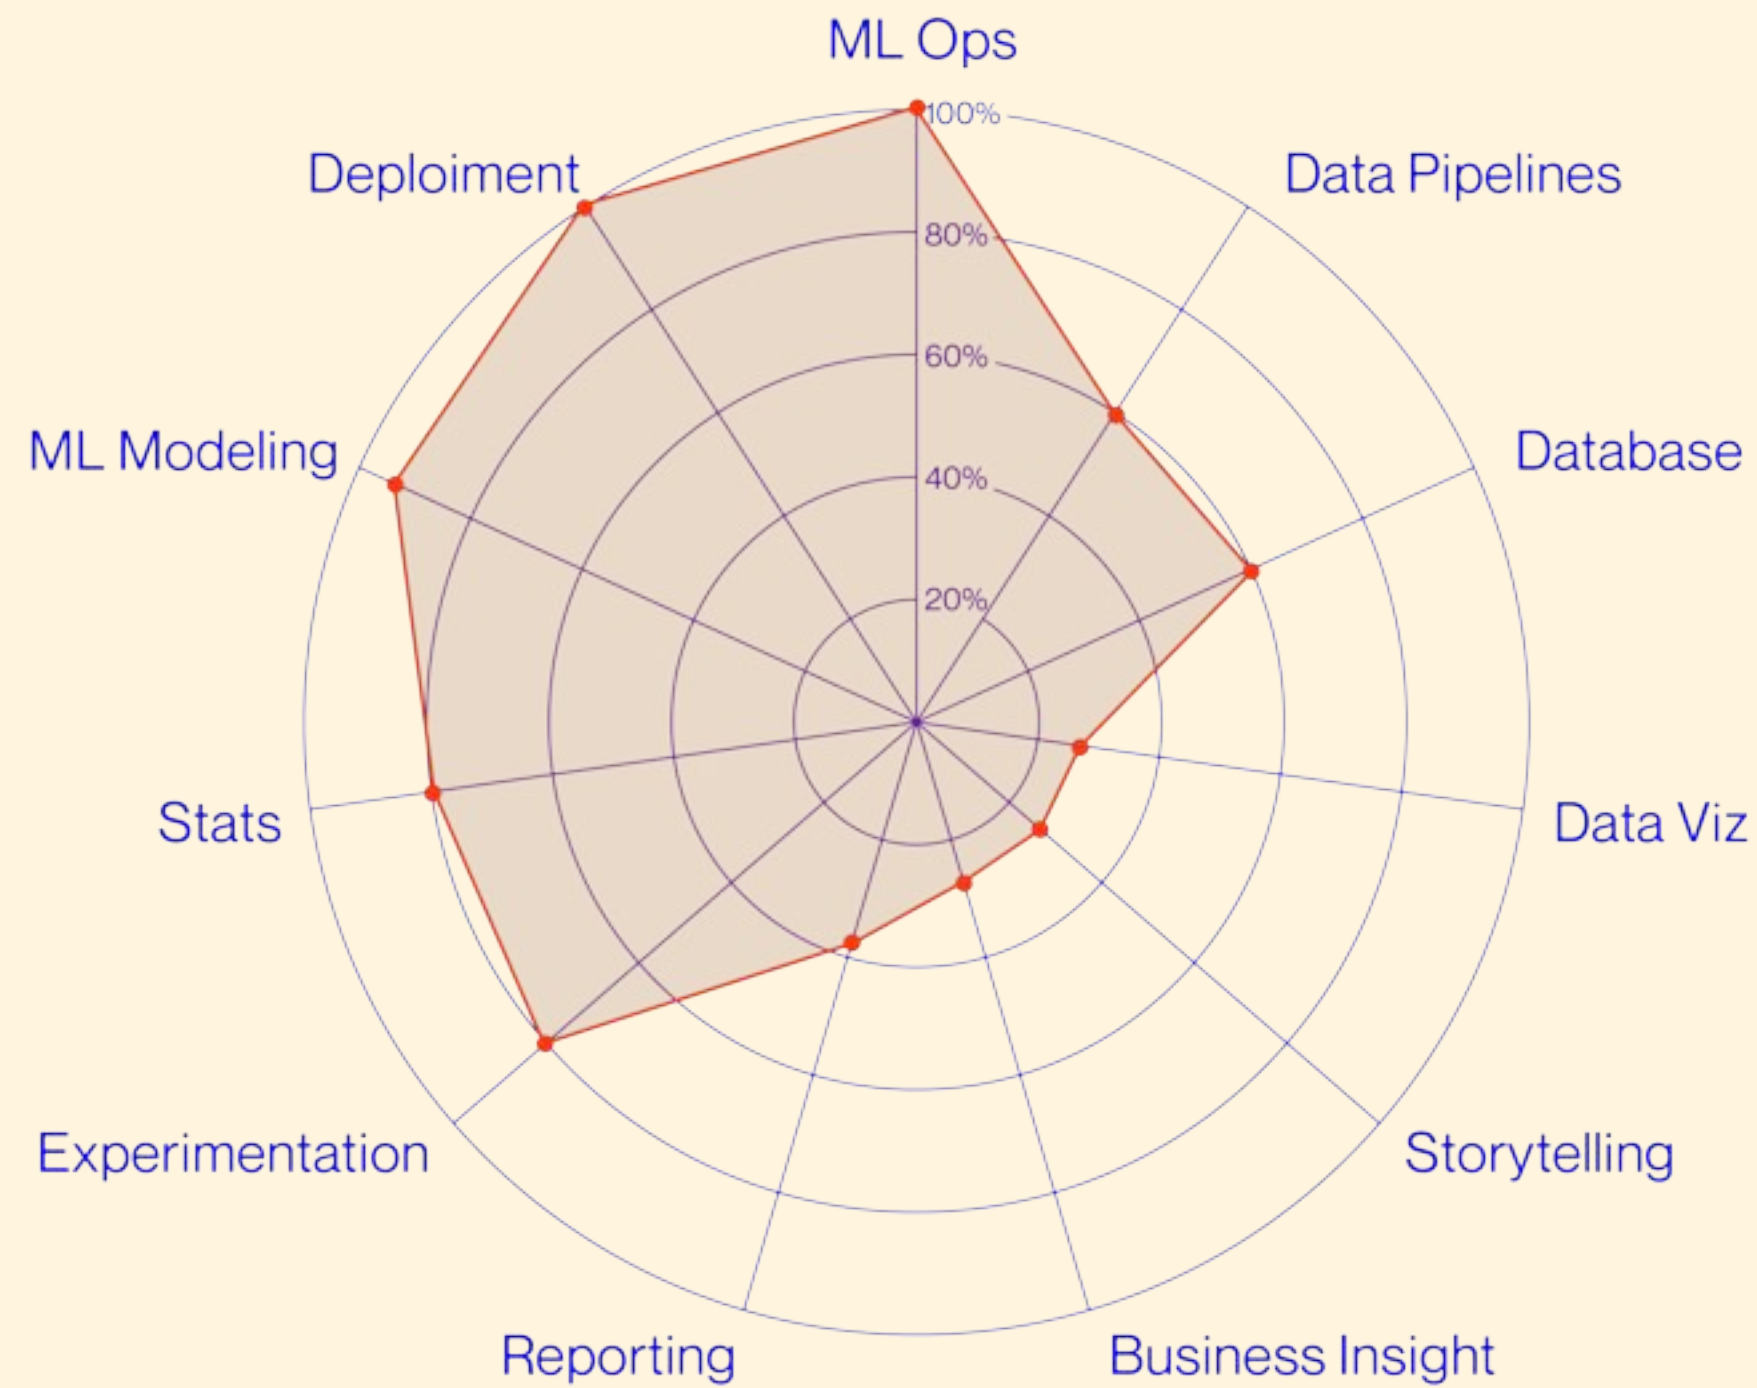 ML Ops
100%
Deploiment
Data Pipelines
80%
60%
ML Modeling
Database
40%
20%
Stats
Data Viz
Experimentation
Storytelling
Reporting
Business Insight